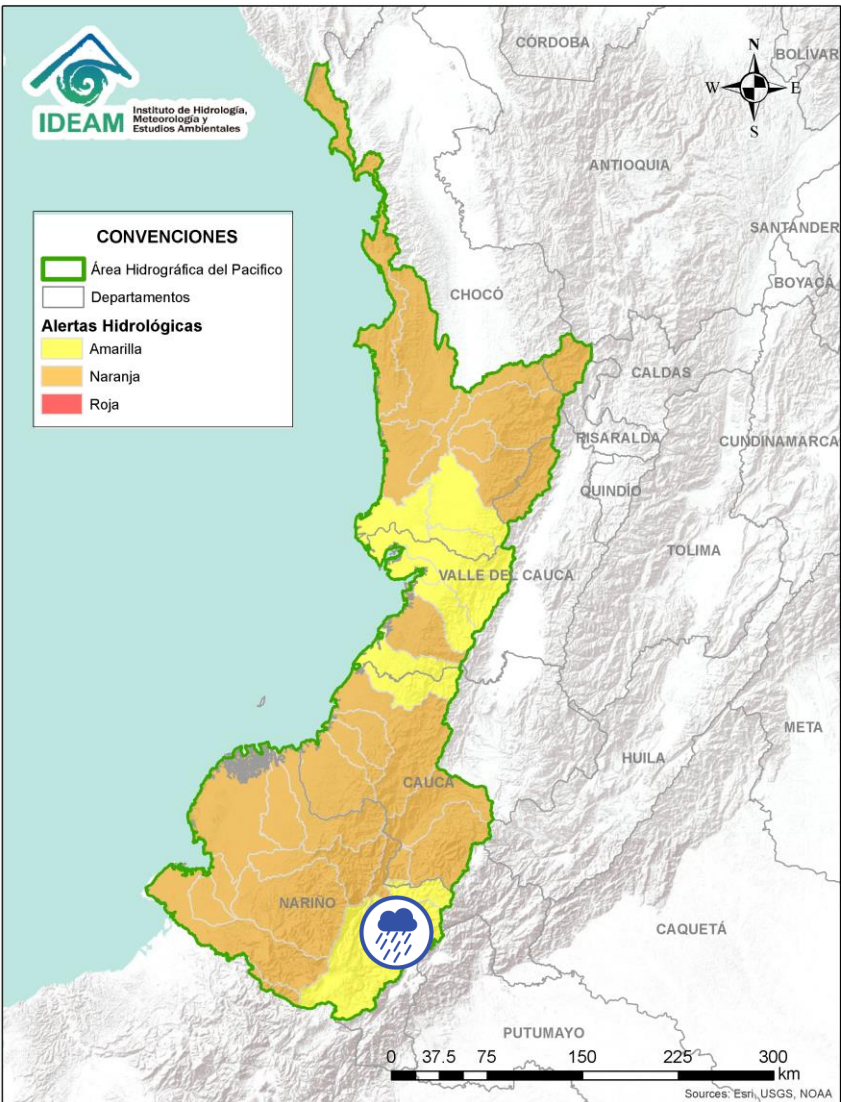 IDEAM
Instituto de Hidrología,
Meteorología y
Estudios Ambientales
N
W
E
S
CÓRDOBA
BOLIVAR
ANTIOQUIA
SANTANDER
BOYACÁ
CHOCÓ
CALDAS
RISARALDA
CUNDINAMARCA
QUINDÍO
TOLIMA
VALLE DEL CAUCA
META
HUILA
CAUCA
NARIÑO
CAQUETÁ
PUTUMAYO
CONVENCIONES
Área Hidrográfica del Pacifico
Departamentos
Alertas Hidrológicas
Amarilla
Naranja
Roja
0 37.5 75 150 225 300
km
Sources: Esri, USGS, NOAA